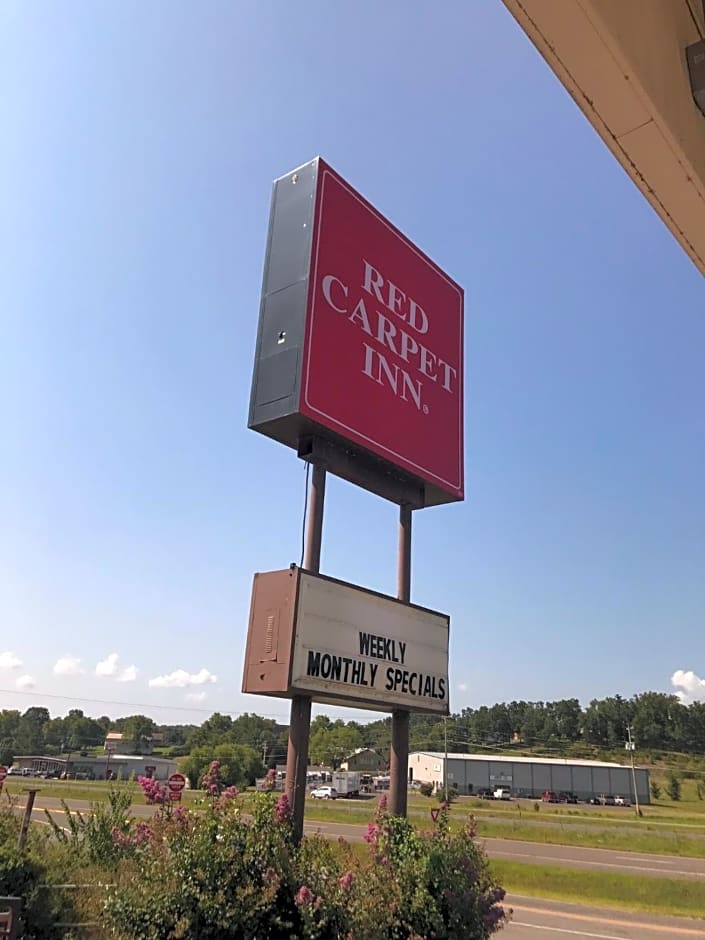 RED
CARPET
INN®
WEEKLY
MONTHLY SPECIALS